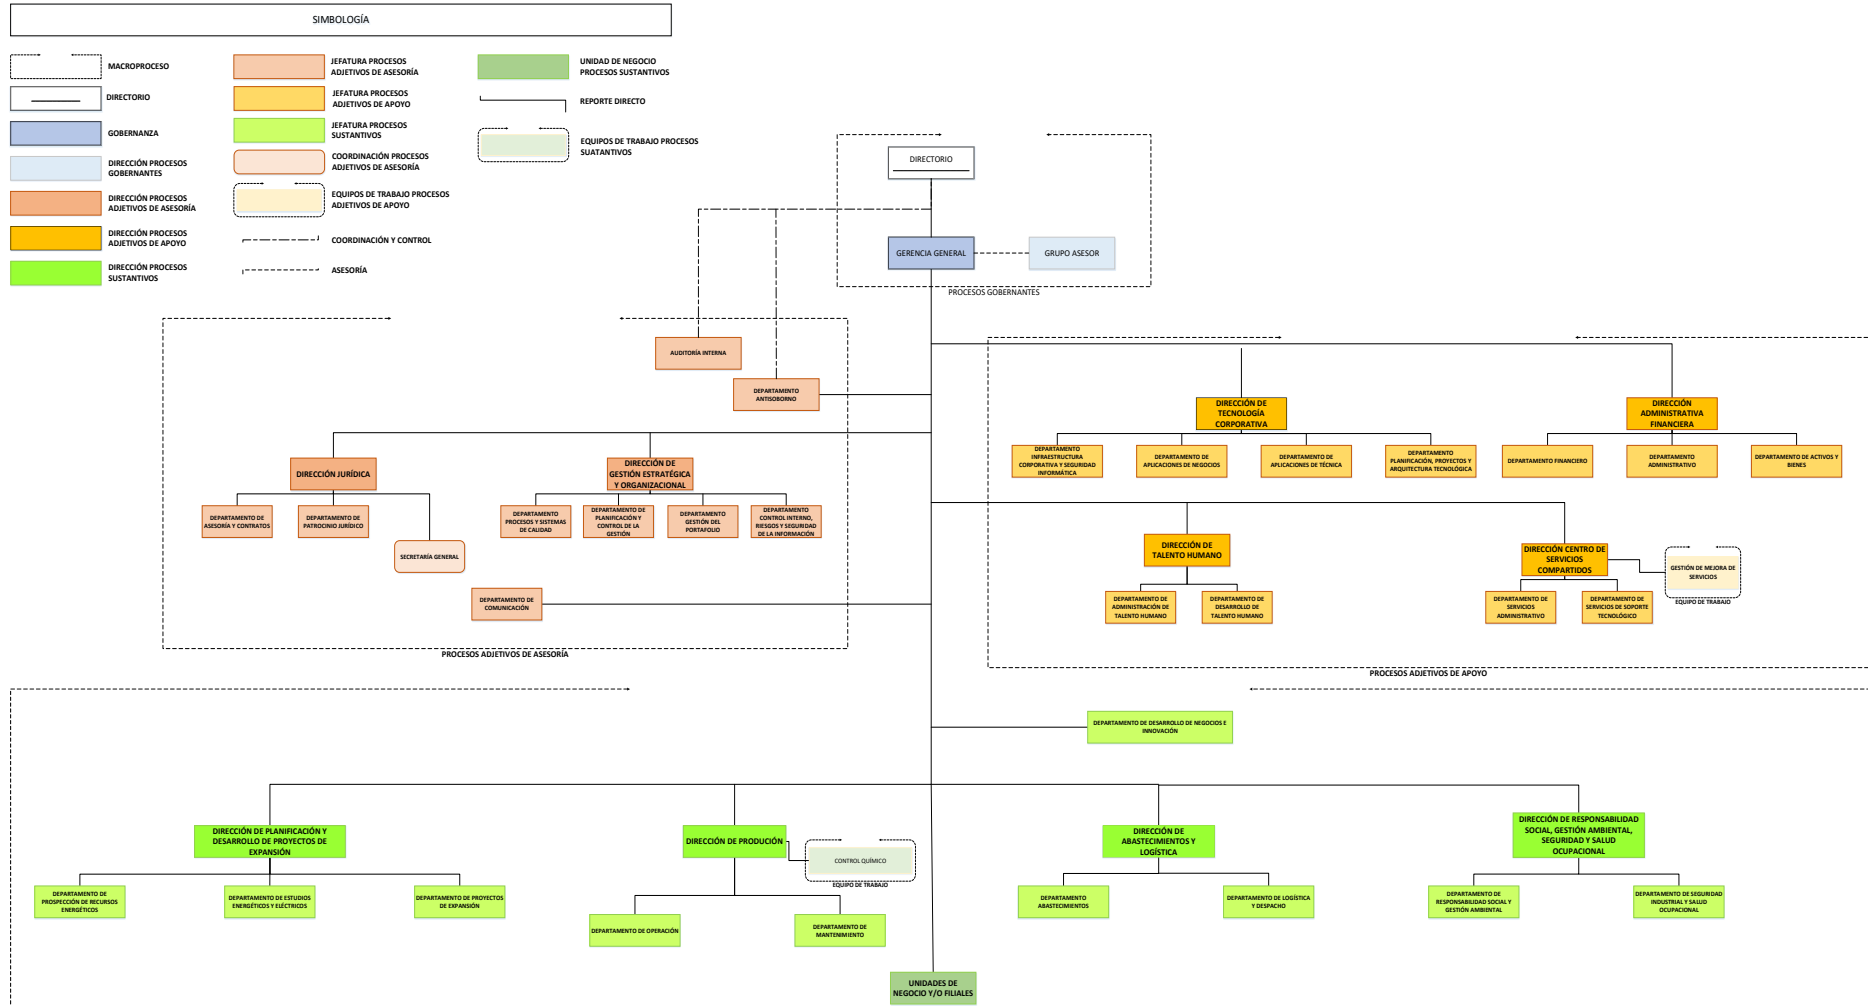 SIMBOLOGÍA
MACROPROCESO
DIRECTORIO
GOBERNANZA
DIRECCIÓN PROCESOS
GOBERNANTES
DIRECCIÓN PROCESOS
ADJETIVOS DE ASESORÍA
DIRECCIÓN PROCESOS
ADJETIVOS DE APOYO
DIRECCIÓN PROCESOS
SUSTANTIVOS
JEFATURA PROCESOS
ADJETIVOS DE ASESORÍA
JEFATURA PROCESOS
ADJETIVOS DE APOYO
JEFATURA PROCESOS
SUSTANTIVOS
COORDINACIÓN PROCESOS
ADJETIVOS DE ASESORÍA
EQUIPOS DE TRABAJO PROCESOS
ADJETIVOS DE APOYO
COORDINACIÓN Y CONTROL
ASESORÍA
UNIDAD DE NEGOCIO
PROCESOS SUSTANTIVOS
REPORTE DIRECTO
EQUIPOS DE TRABAJO PROCESOS
SUATANTIVOS
DIRECTORIO
GERENCIA GENERAL
GRUPO ASESOR
PROCESOS GOBERNANTES
AUDITORÍA INTERNA
DEPARTAMENTO
ANTISOBORNO
DIRECCIÓN JURÍDICA
DIRECCIÓN DE
GESTIÓN ESTRATÉGICA
Y ORGANIZACIONAL
DEPARTAMENTO DE
ASESORÍA Y CONTRATOS
DEPARTAMENTO DE
PATROCINIO JURÍDICO
SECRETARÍA GENERAL
DEPARTAMENTO
PROCESOS Y SISTEMAS
DE CALIDAD
DEPARTAMENTO DE
PLANIFICACIÓN Y
CONTROL DE LA
GESTIÓN
DEPARTAMENTO
GESTIÓN DEL
PORTAFOLIO
DEPARTAMENTO
CONTROL INTERNO,
RIESGOS Y SEGURIDAD
DE LA INFORMACIÓN
DEPARTAMENTO DE
COMUNICACIÓN
PROCESOS ADJETIVOS DE ASESORÍA
DIRECCIÓN DE
TECNOLOGÍA
CORPORATIVA
DIRECCIÓN
ADMINISTRATIVA
FINANCIERA
DEPARTAMENTO
INFRAESTRUCTURA
CORPORATIVA Y SEGURIDAD
INFORMÁTICA
DEPARTAMENTO DE
APLICACIONES DE NEGOCIOS
DEPARTAMENTO DE
APLICACIONES DE TÉCNICA
DEPARTAMENTO
PLANIFICACIÓN, PROYECTOS Y
ARQUITECTURA TECNOLÓGICA
DEPARTAMENTO FINANCIERO
DEPARTAMENTO
ADMINISTRATIVO
DEPARTAMENTO DE ACTIVOS Y
BIENES
DIRECCIÓN DE
TALENTO HUMANO
DIRECCIÓN CENTRO DE
SERVICIOS
COMPARTIDOS
GESTIÓN DE MEJORA DE
SERVICIOS
EQUIPO DE TRABAJO
DEPARTAMENTO DE
ADMINISTRACIÓN DE
TALENTO HUMANO
DEPARTAMENTO DE
DESARROLLO DE
TALENTO HUMANO
DEPARTAMENTO DE
SERVICIOS
ADMINISTRATIVO
DEPARTAMENTO DE
SERVICIOS DE SOPORTE
TECNOLÓGICO
PROCESOS ADJETIVOS DE APOYO
DEPARTAMENTO DE DESARROLLO DE NEGOCIOS E
INNOVACIÓN
DIRECCIÓN DE PLANIFICACIÓN Y
DESARROLLO DE PROYECTOS DE
EXPANSIÓN
DIRECCIÓN DE PRODUCIÓN
CONTROL QUÍMICO
EQUIPO DE TRABAJO
DIRECCIÓN DE
ABASTECIMIENTOS Y
LOGÍSTICA
DIRECCIÓN DE RESPONSABILIDAD
SOCIAL, GESTIÓN AMBIENTAL,
SEGURIDAD Y SALUD
OCUPACIONAL
DEPARTAMENTO DE
PROSPECCIÓN DE RECURSOS
ENERGÉTICOS
DEPARTAMENTO DE ESTUDIOS
ENERGÉTICOS Y ELÉCTRICOS
DEPARTAMENTO DE PROYECTOS
DE EXPANSIÓN
DEPARTAMENTO DE OPERACIÓN
DEPARTAMENTO DE
MANTENIMIENTO
DEPARTAMENTO
ABASTECIMIENTOS
DEPARTAMENTO DE LOGÍSTICA
Y DESPACHO
DEPARTAMENTO DE
RESPONSABILIDAD SOCIAL Y
GESTIÓN AMBIENTAL
DEPARTAMENTO DE SEGURIDAD
INDUSTRIAL Y SALUD
OCUPACIONAL
UNIDADES DE
NEGOCIO Y/O FILIALES